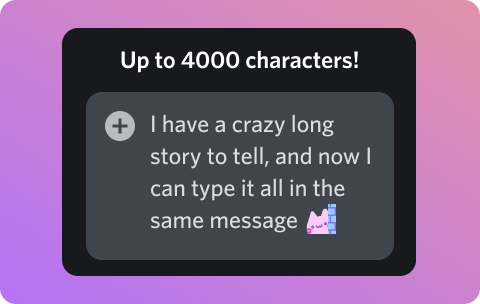 Up to 4000 characters!
I have a crazy long
story to tell, and now I
can type it all in the
same message